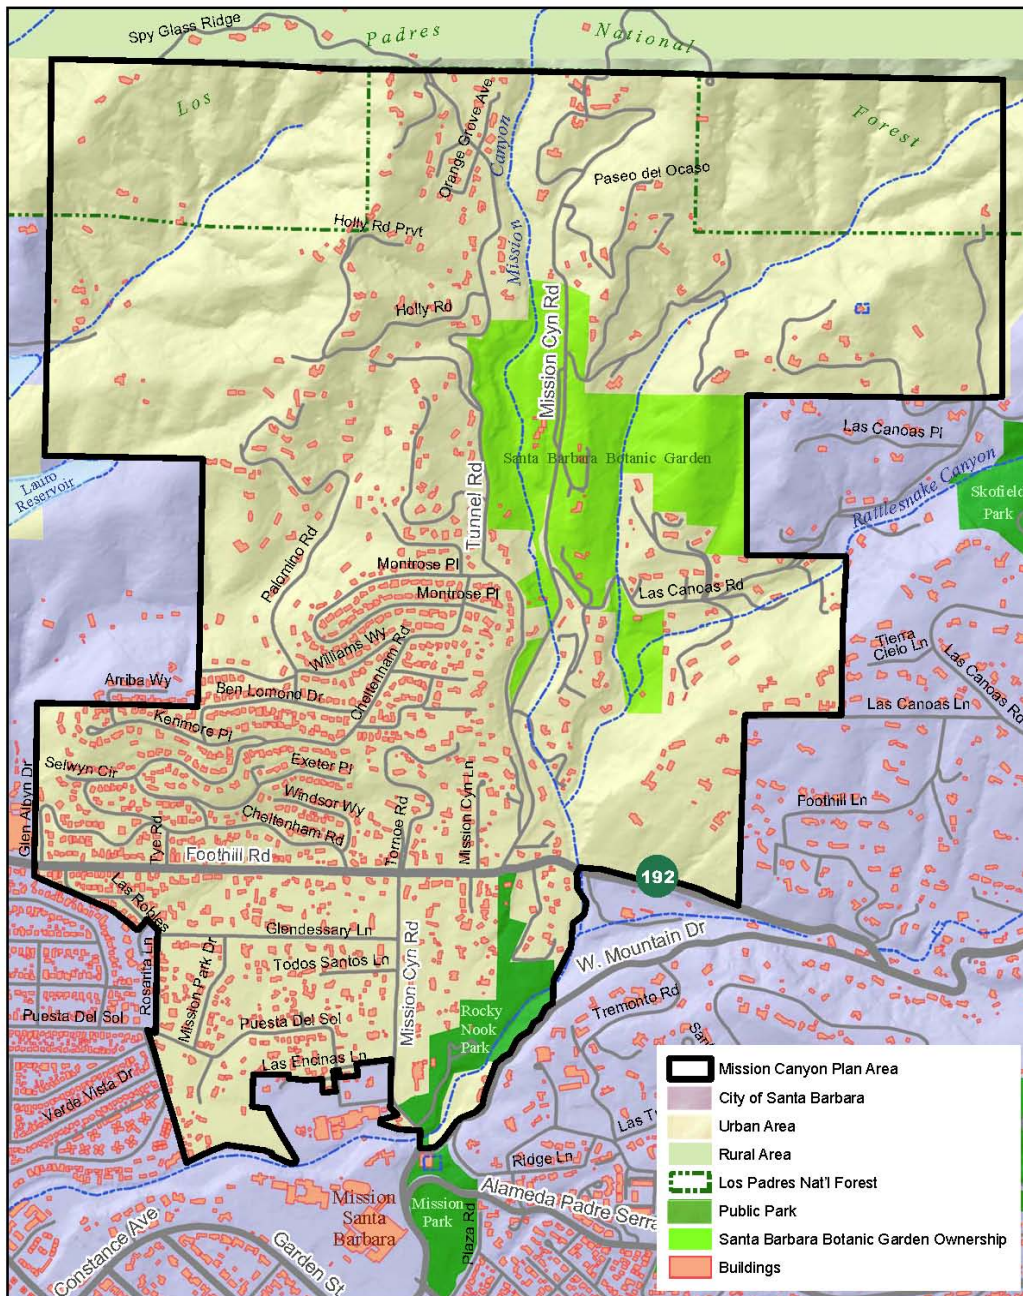 Spy Glass Ridge
Padres
National
Los
Forest
Orange Grove Ave
Canyon
Mission
Paseo del Ocaso
Holly Rd Prvt
Holly Rd
Mission Cyn Rd
Las Canoas Pl
Santa Barbara Botanic Garden
Rattlesnake Canyon
Lauro
Reservoir
Skofield
Park
Tunnel Rd
Palomino Rd
Montrose Pl
Montrose Pl
Las Canoas Rd
Williams Wy
Cheltenham Rd
Tierra
Cielo Ln
Las Canoas Rd
Arriba Wy
Ben Lomond Dr
Las Canoas Ln
Kenmore Pl
Selwyn Cir
Exeter Pl
Windsor Wy
Glen Albyn Dr
Tye Rd
Cheltenham Rd
Tornoe Rd
Mission Cyn Ln
Foothill Ln
Foothill Rd
192
Las Robles
Glendessary Ln
Rosarita Ln
Mission Park Dr
Todos Santos Ln
Mission Cyn Rd
W. Mountain Dr
Tremonto Rd
Puesta Del Sol
Puesta Del Sol
Rocky
Nook
Park
San
Las Encinas Ln
Verde Vista Dr
Las T
Ridge Ln
Alameda Padre Serra
Mission
Santa
Barbara
Mission
Park
Plaza Rd
Constance Ave
Garden St
Mission Canyon Plan Area
City of Santa Barbara
Urban Area
Rural Area
Los Padres Nat'l Forest
Public Park
Santa Barbara Botanic Garden Ownership
Buildings